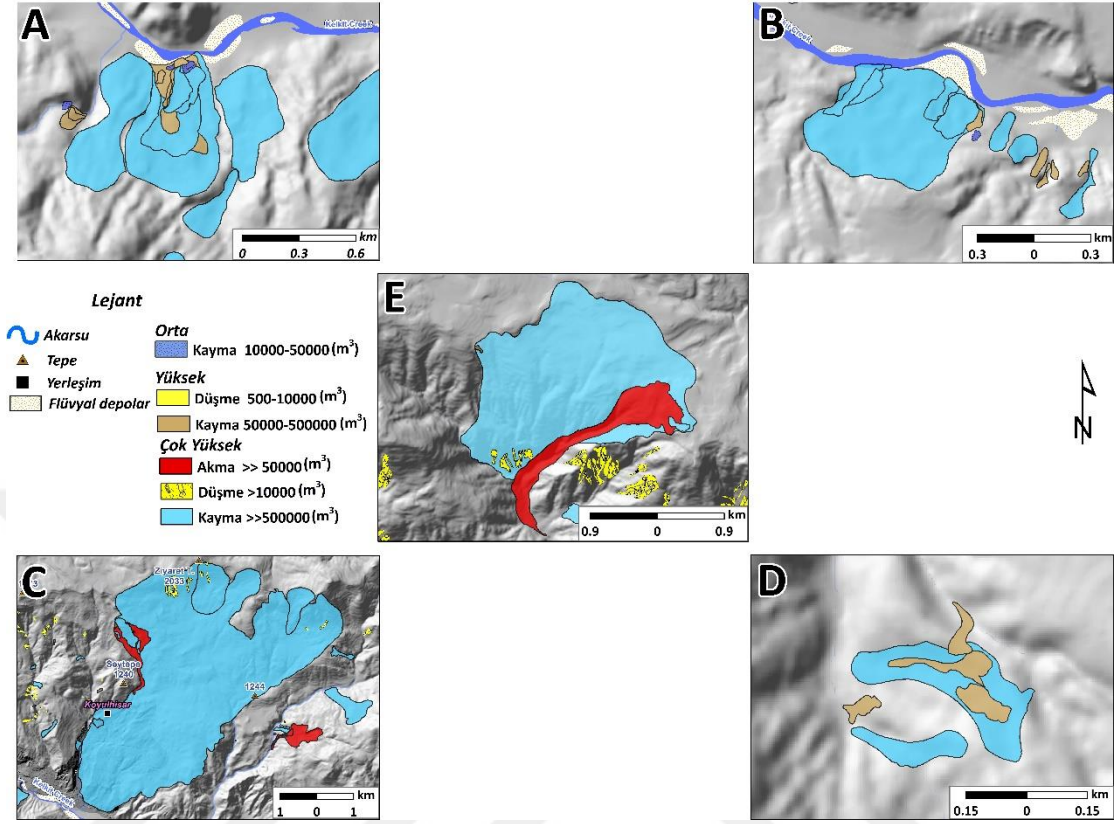 A
Kelkit Creek
km
0 0.3 0.6
B
Kelkit Creek
km
0.3 0 0.3
Lejant
Akarsu
Tepe
Yerleşim
Flüvyal depolar
Orta
Kayma 10000-50000 (m³)
Yüksek
Düşme 500-10000 (m³)
Kayma 50000-500000 (m³)
Çok Yüksek
Akma >> 50000 (m³)
Düşme >10000 (m³)
Kayma >>500000 (m³)
E
km
0.9 0 0.9
N
C
Ziyaret T.
2033
Saytepe
1240
1244
Koyulhisar
Kelkit Creek
km
1 0 1
D
km
0.15 0 0.15